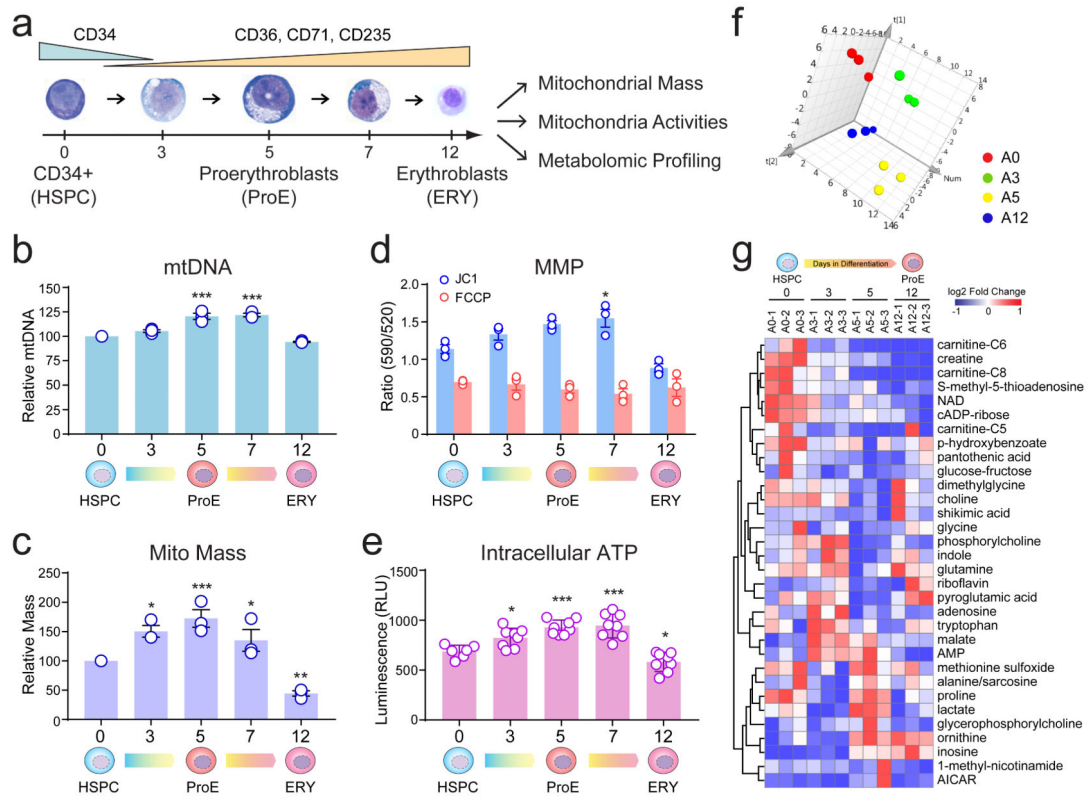 a
CD34
CD36, CD71, CD235
Mitochondrial Mass
Mitochondria Activities
Metabolomic Profiling
0
3
5
7
12
CD34+
(HSPC)
Proerythroblasts
(ProE)
Erythroblasts
(ERY)
f
t[1]
t[2]
Num
A0
A3
A5
A12
b
mtDNA
Relative mtDNA
150
125
100
75
50
25
0
***
***
0
3
5
7
12
HSPC
ProE
ERY
d
MMP
JC1
FCCP
Ratio (590/520)
2.0
1.5
1.0
0.5
0.0
*
0
3
5
7
12
HSPC
ProE
ERY
c
Mito Mass
Relative Mass
250
200
150
100
50
0
*
***
*
**
0
3
5
7
12
HSPC
ProE
ERY
e
Intracellular ATP
Luminescence (RLU)
1500
1000
500
0
*
***
***
*
0
3
5
7
12
HSPC
ProE
ERY
g
Days in Differentiation
HSPC
ProE
0
3
5
12
log2 Fold Change
-1
1
A0-1
A0-2
A0-3
A3-1
A3-2
A3-3
A5-1
A5-2
A5-3
A12-1
A12-2
A12-3
carnitine-C6
creatine
carnitine-C8
S-methyl-5-thioadenosine
NAD
cADP-ribose
carnitine-C5
p-hydroxybenzoate
pantothenic acid
glucose-fructose
dimethylglycine
choline
shikimic acid
glycine
phosphorylcholine
indole
glutamine
riboflavin
pyroglutamic acid
adenosine
tryptophan
malate
AMP
methionine sulfoxide
alanine/sarcosine
proline
lactate
glycerophosphorylcholine
ornithine
inosine
1-methyl-nicotinamide
AICAR